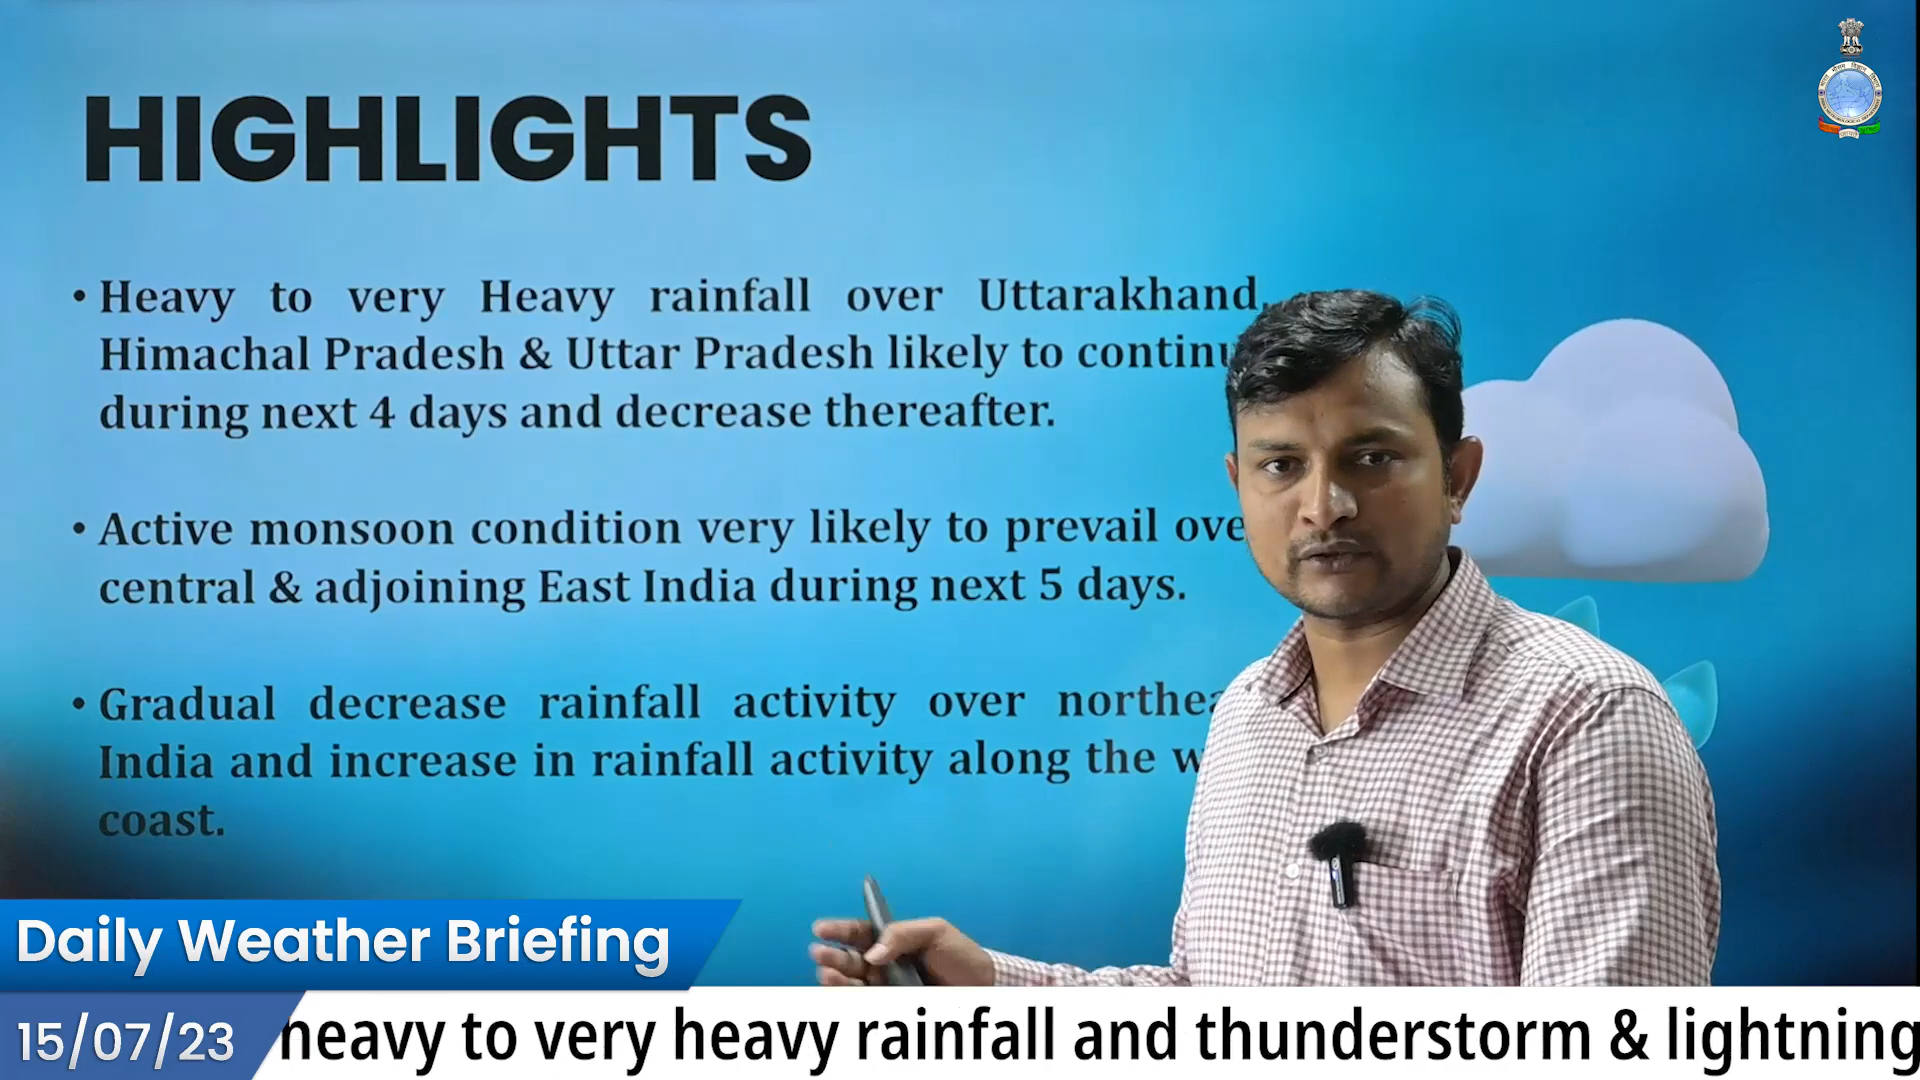 HIGHLIGHTS
• Heavy to very Heavy rainfall over Uttarakhand,
Himachal Pradesh & Uttar Pradesh likely to
during next 4 days and decrease thereafter.
• Active monsoon condition very likely to prevail
central & adjoining East India during next 5 days.
• Gradual decrease rainfall activity over
India and increase in rainfall activity along the
coast.
Daily Weather Briefing
15/07/23
heavy to very heavy rainfall and thunderstorm & lightning